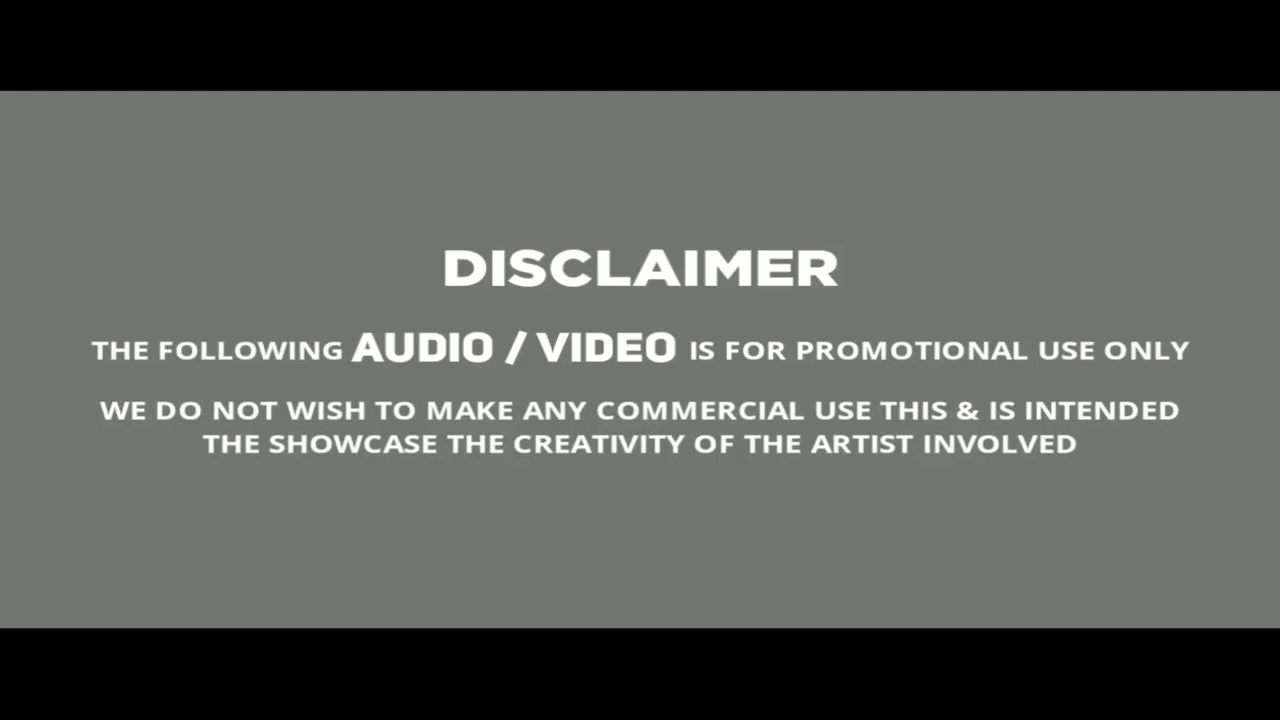 DISCLAIMER
THE FOLLOWING AUDIO / VIDEO IS FOR PROMOTIONAL USE ONLY
WE DO NOT WISH TO MAKE ANY COMMERCIAL USE THIS & IS INTENDED
THE SHOWCASE THE CREATIVITY OF THE ARTIST INVOLVED